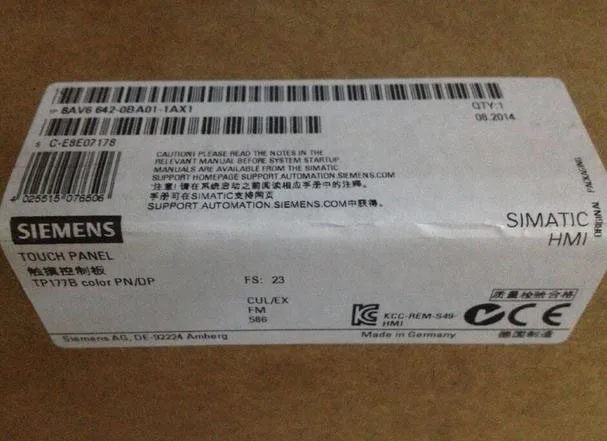 1P 6AV6 642-0BA01-1AX1
QTY:1
08.2014
S C-E8E07178
CAUTION! PLEASE READ THE NOTES IN THE
RELEVANT MANUAL BEFORE SYSTEM STARTUP.
MANUALS ARE AVAILABLE FROM THE SIMATIC
SUPPORT HOMEPAGE SUPPORT.AUTOMATION.SIEMENS.COM
注意!请在系统启动之前阅读相应手册中的注释。
手册可在SIMATIC支持网页
SUPPORT.AUTOMATION.SIEMENS.COM中获得。
4 025515 076506
PACKAGING
SIEMENS
SIMATIC
HMI
TOUCH PANEL
触摸控制板
TP177B color PN/DP
FS: 23
CUL/EX
FM
586
KCC-REM-S49-
HMI
质量检验合格
CE
Siemens AG, DE-92224 Amberg
Made in Germany
德国制造